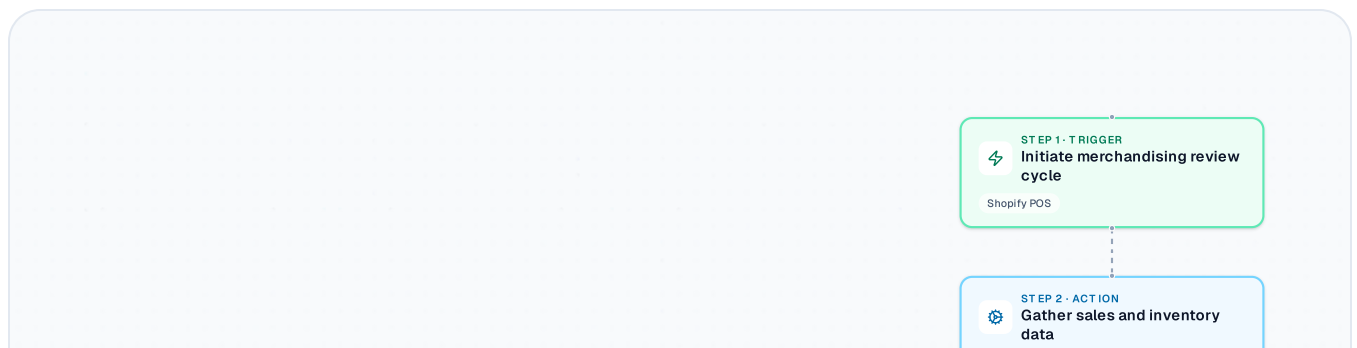 STEP 1 · TRIGGER
Initiate merchandising review
cycle
Shopify POS
STEP 2 · ACTION
Gather sales and inventory
data